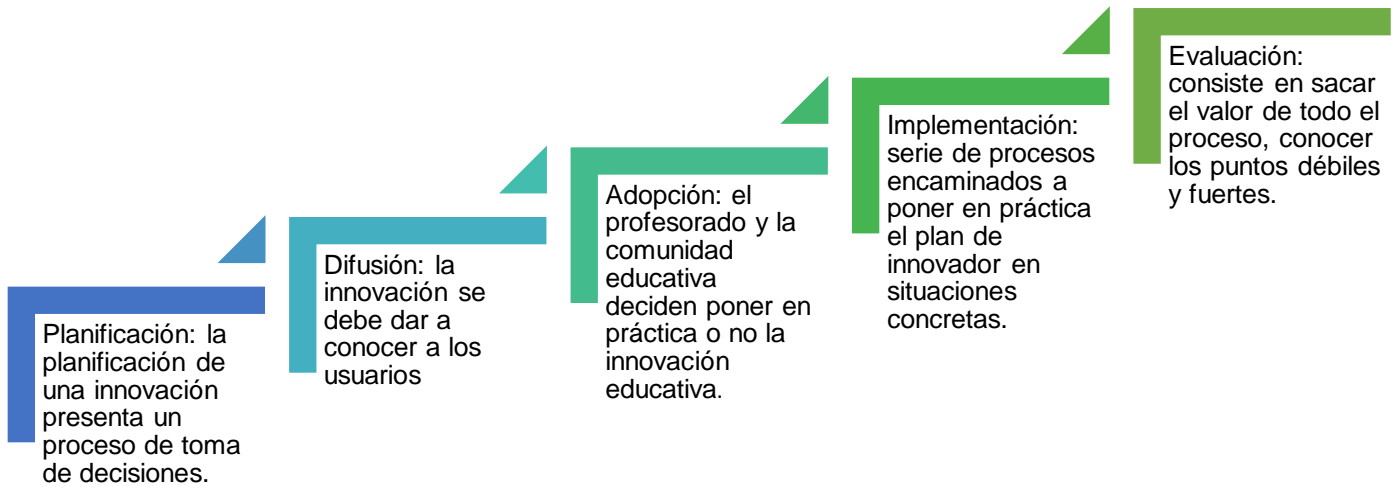 Planificación: la
planificación de
una innovación
presenta un
proceso de toma
de decisiones.
Difusión: la
innovación se
debe dar a
conocer a los
usuarios
Adopción: el
profesorado y la
comunidad
educativa
deciden poner en
práctica o no la
innovación
educativa.
Implementación:
serie de procesos
encaminados a
poner en práctica
el plan de
innovador en
situaciones
concretas.
Evaluación:
consiste en sacar
el valor de todo el
proceso, conocer
los puntos débiles
y fuertes.